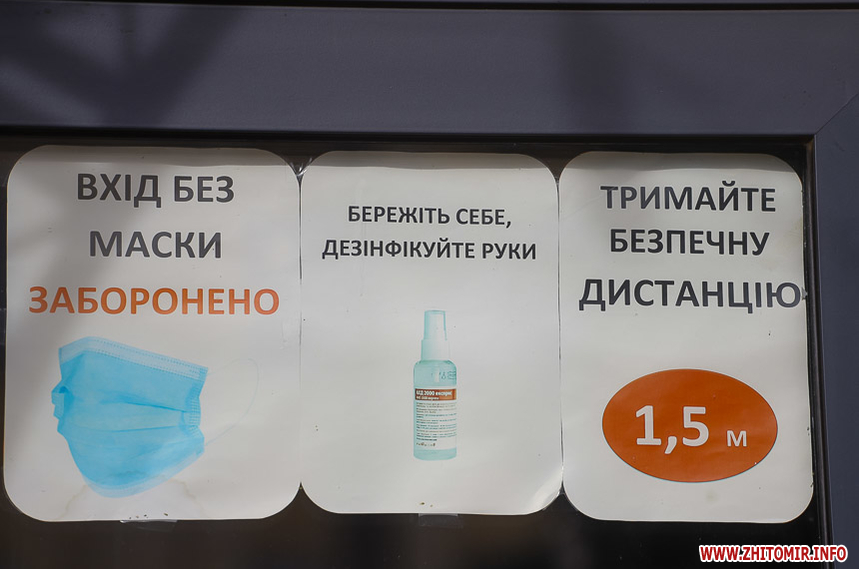 ВХІД БЕЗ
МАСКИ
ЗАБОРОНЕНО
БЕРЕЖІТЬ СЕБЕ,
ДЕЗІНФІКУЙТЕ РУКИ
ТРИМАЙТЕ
БЕЗПЕЧНУ
ДИСТАНЦІЮ
1,5 м
WWW.ZHITOMIR.INFO